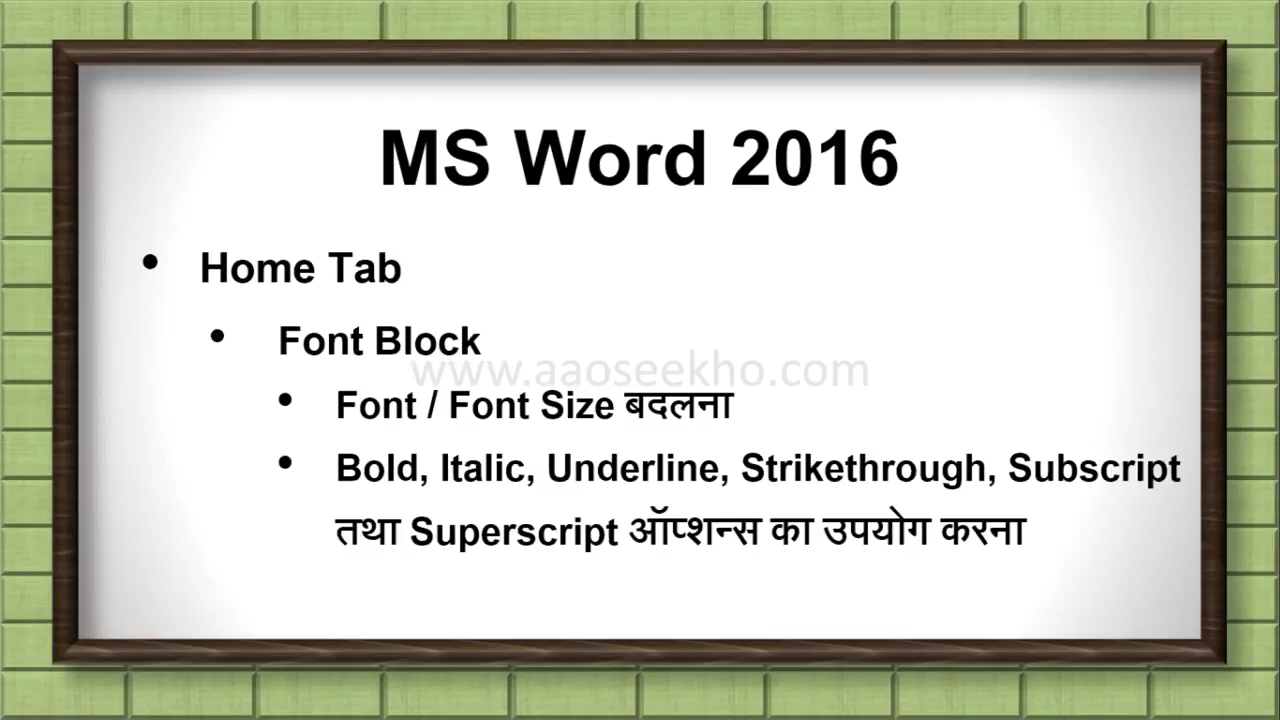 MS Word 2016
• Home Tab
• Font Block
www.aaoseekho.com
• Font / Font Size बदलना
• Bold, Italic, Underline, Strikethrough, Subscript
तथा Superscript ऑप्शन्स का उपयोग करना